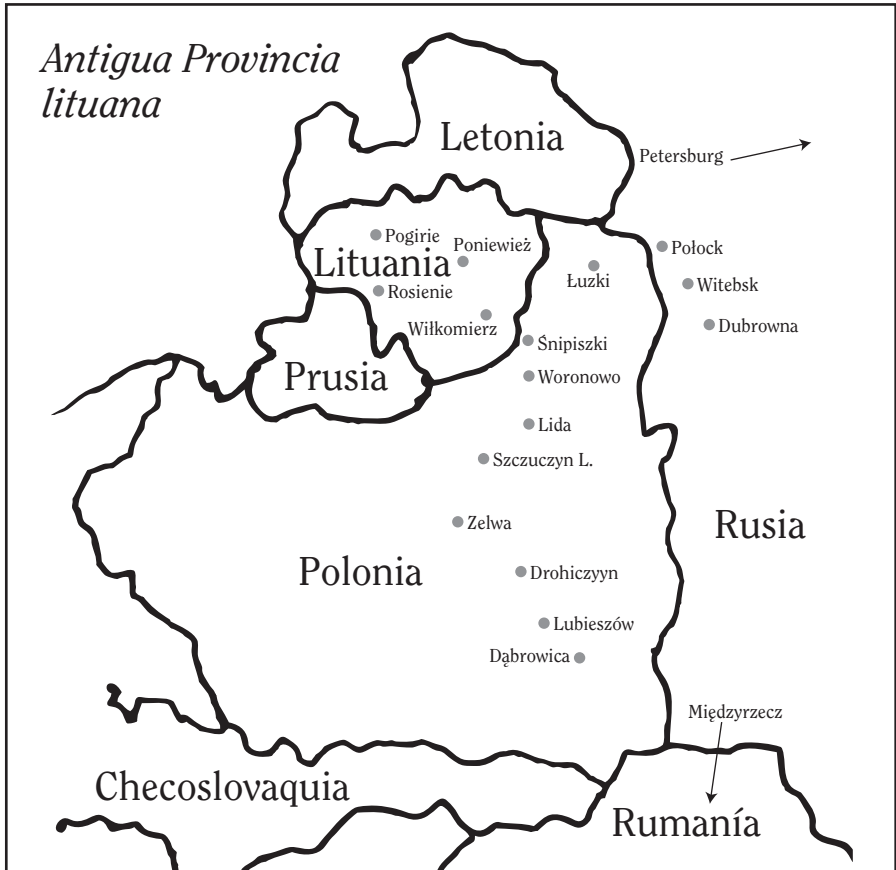 Antigua Provincia
lituana
Letonia
Petersburg
Pogirie
Poniewież
Połock
Lituania
Łuzki
Witebsk
Rosienie
Wiłkomierz
Dubrowna
Śnipiszki
Prusia
Woronowo
Lida
Szczuczyn L.
Zelwa
Rusia
Polonia
Drohiczyyn
Lubieszów
Dąbrowica
Międzyrzecz
Checoslovaquia
Rumanía